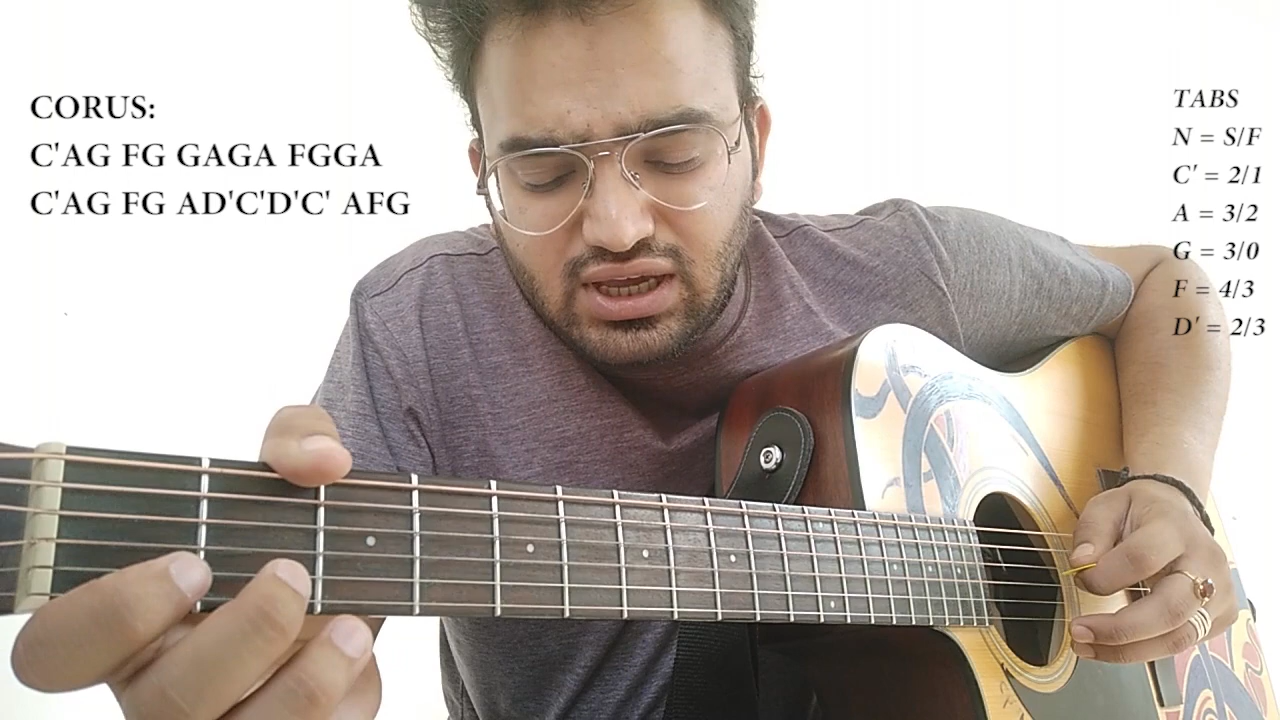 CORUS:
C'AG FG GAGA FGGA
C'AG FG AD'C'D'C' AFG
TABS
N = S/F
C' = 2/1
A = 3/2
G = 3/0
F = 4/3
D' = 2/3